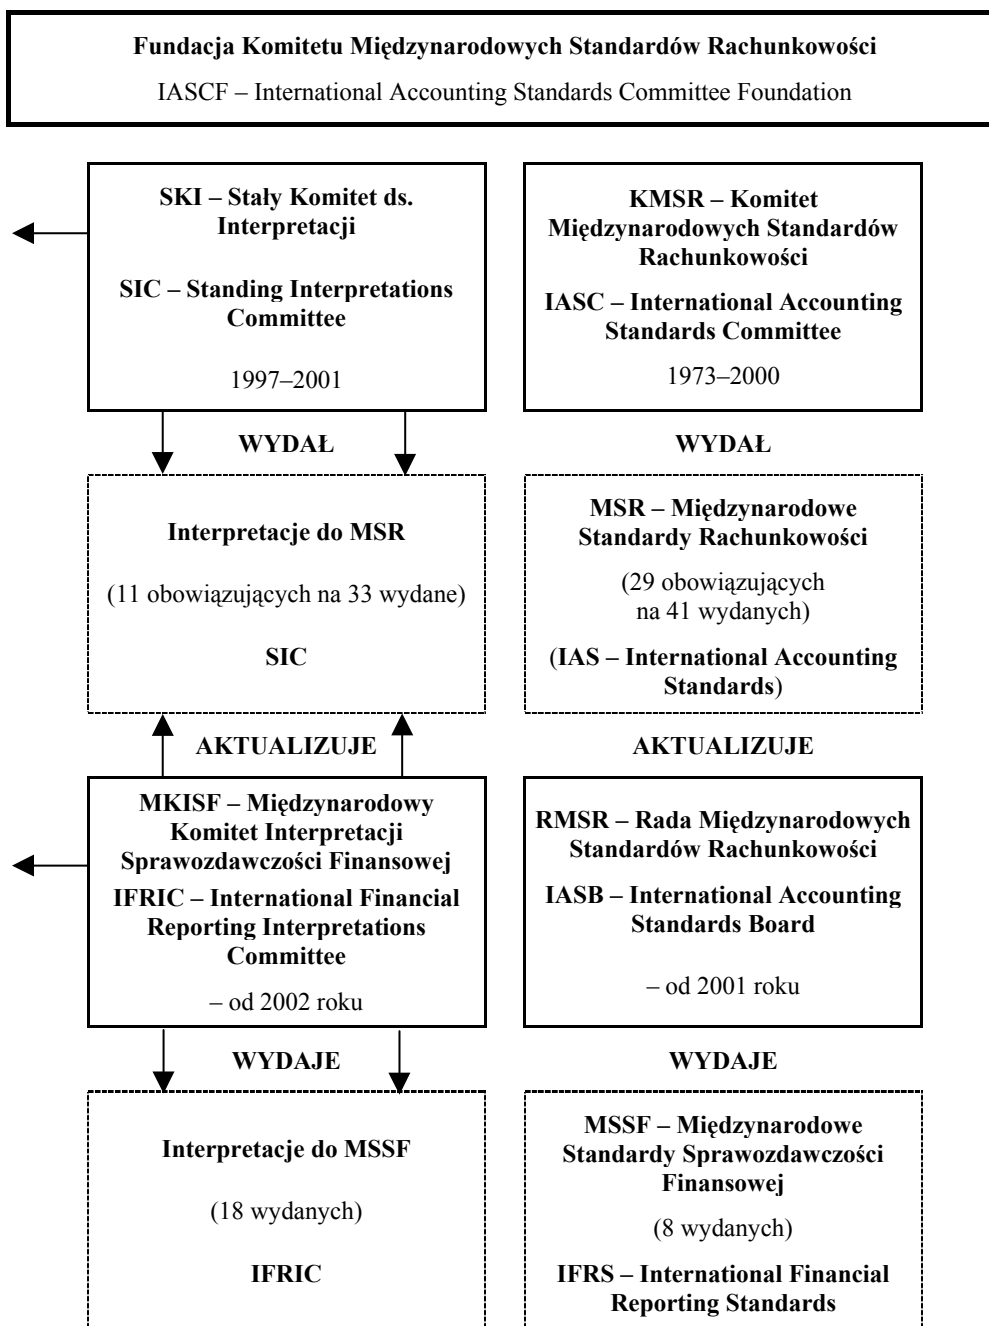 Fundacja Komitetu Międzynarodowych Standardów Rachunkowości
IASCF – International Accounting Standards Committee Foundation
SKI – Stały Komitet ds.
Interpretacji
SIC – Standing Interpretations
Committee
1997–2001
KMSR – Komitet
Międzynarodowych Standardów
Rachunkowości
IASC – International Accounting
Standards Committee
1973–2000
WYDAŁ
WYDAŁ
Interpretacje do MSR
(11 obowiązujących na 33 wydane)
SIC
MSR – Międzynarodowe
Standardy Rachunkowości
(29 obowiązujących
na 41 wydanych)
(IAS – International Accounting
Standards)
AKTUALIZUJE
AKTUALIZUJE
MKISF – Międzynarodowy
Komitet Interpretacji
Sprawozdawczości Finansowej
IFRIC – International Financial
Reporting Interpretations
Committee
– od 2002 roku
RMSR – Rada Międzynarodowych
Standardów Rachunkowości
IASB – International Accounting
Standards Board
– od 2001 roku
WYDAJE
WYDAJE
Interpretacje do MSSF
(18 wydanych)
IFRIC
MSSF – Międzynarodowe
Standardy Sprawozdawczości
Finansowej
(8 wydanych)
IFRS – International Financial
Reporting Standards